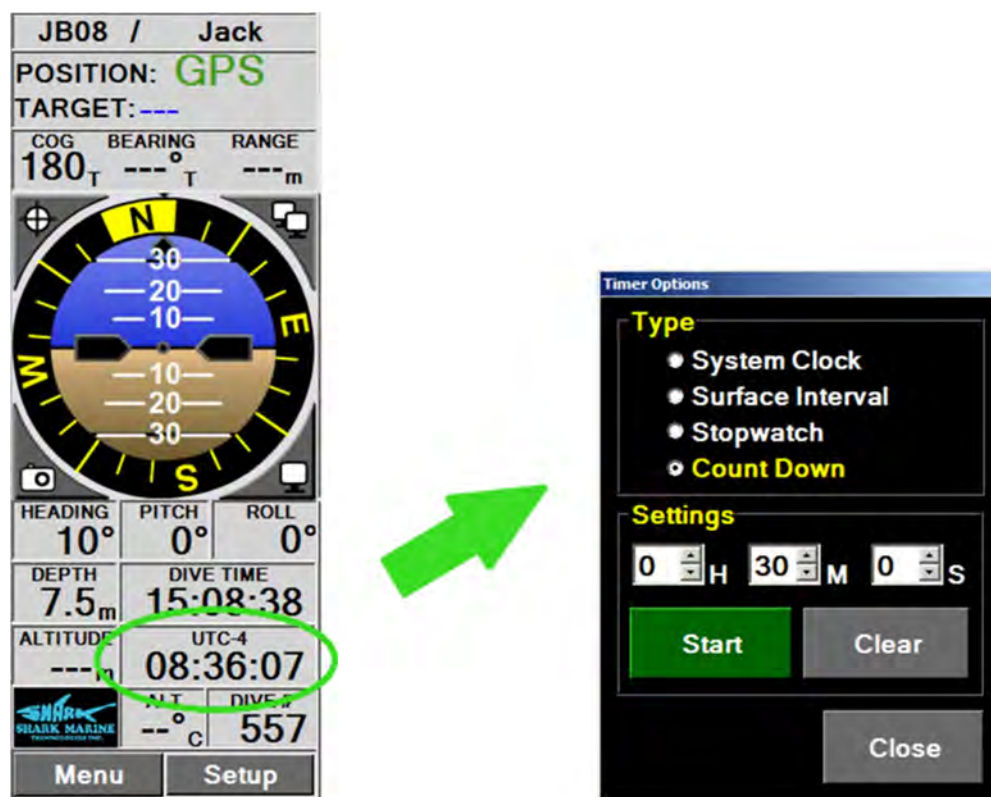 JB08 / Jack
POSITION: GPS
TARGET:---
COG BEARING RANGE
180T ---°T ---m
N
30
20
10
E
W
10
20
30
S
HEADING PITCH ROLL
10° 0° 0°
DEPTH DIVE TIME
7.5m 15:08:38
ALTITUDE UTC-4
---m 08:36:07
SHARK MARINE
TECHNOLOGIES INC.
ALT DIVE #
--°C 557
Menu Setup
Timer Options
Type
System Clock
Surface Interval
Stopwatch
Count Down
Settings
0 H 30 M 0 S
Start Clear
Close